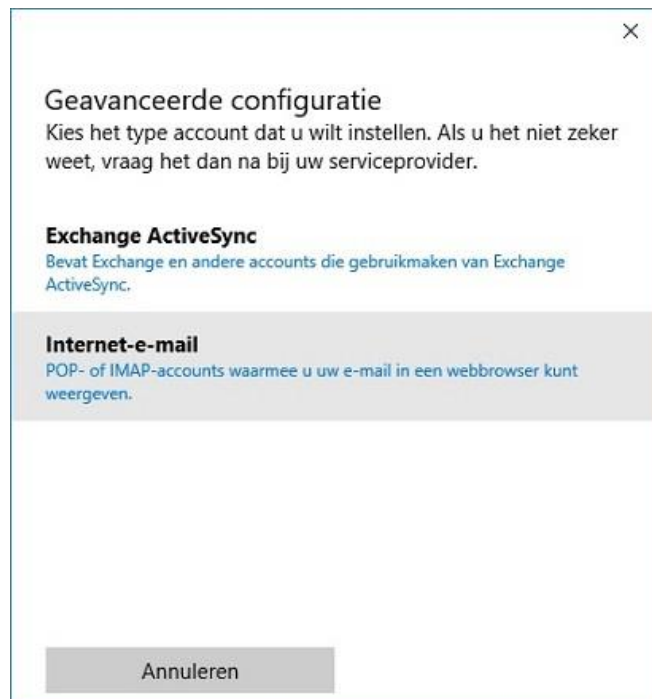 Geavanceerde configuratie
Kies het type account dat u wilt instellen. Als u het niet zeker
weet, vraag het dan na bij uw serviceprovider.
Exchange ActiveSync
Bevat Exchange en andere accounts die gebruikmaken van Exchange
ActiveSync.
Internet-e-mail
POP- of IMAP-accounts waarmee u uw e-mail in een webbrowser kunt
weergeven.
Annuleren